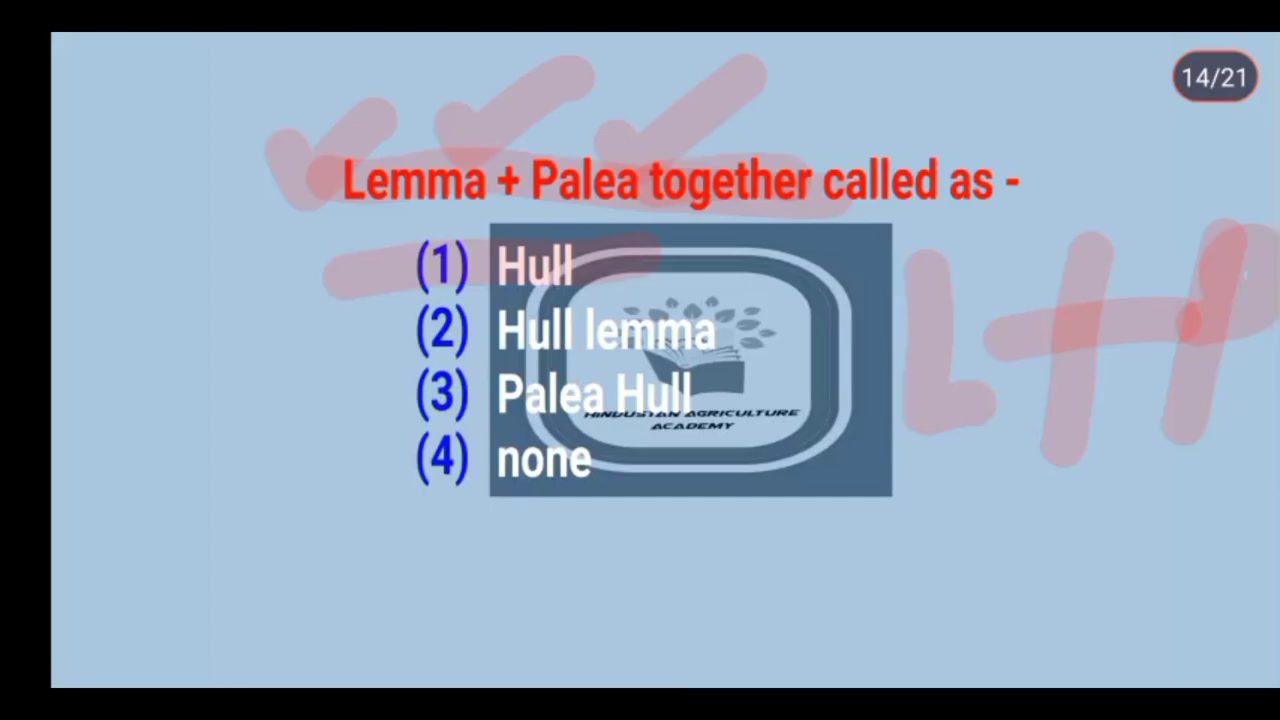 14/21
Lemma + Palea together called as -
(1) Hull
(2) Hull lemma
(3) Palea Hull
(4) none
HINDUSTAN AGRICULTURE
ACADEMY
L+P